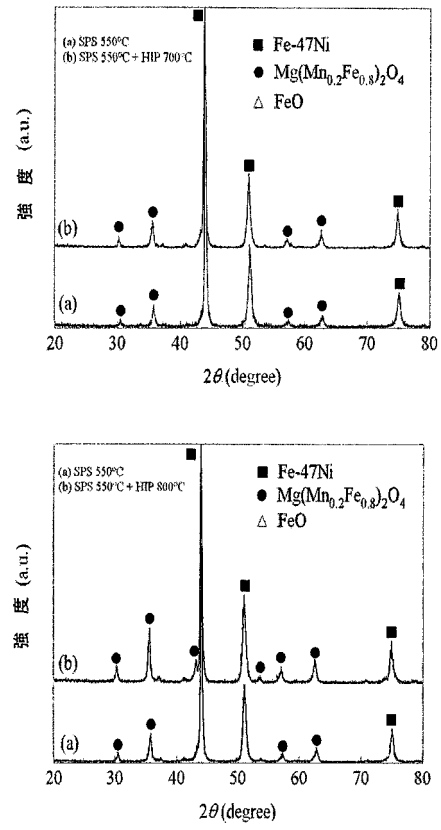 (a) SPS 550℃
(b) SPS 550℃ + HIP 700℃
■ Fe-47Ni
● Mg(Mn0.2Fe0.8)2O4
△ FeO
強 度 (a.u.)
(b)
(a)
20 30 40 50 60 70 80
2θ (degree)
(a) SPS 550℃
(b) SPS 550℃ + HIP 800℃
■ Fe-47Ni
● Mg(Mn0.2Fe0.8)2O4
△ FeO
強 度 (a.u.)
(b)
(a)
20 30 40 50 60 70 80
2θ (degree)